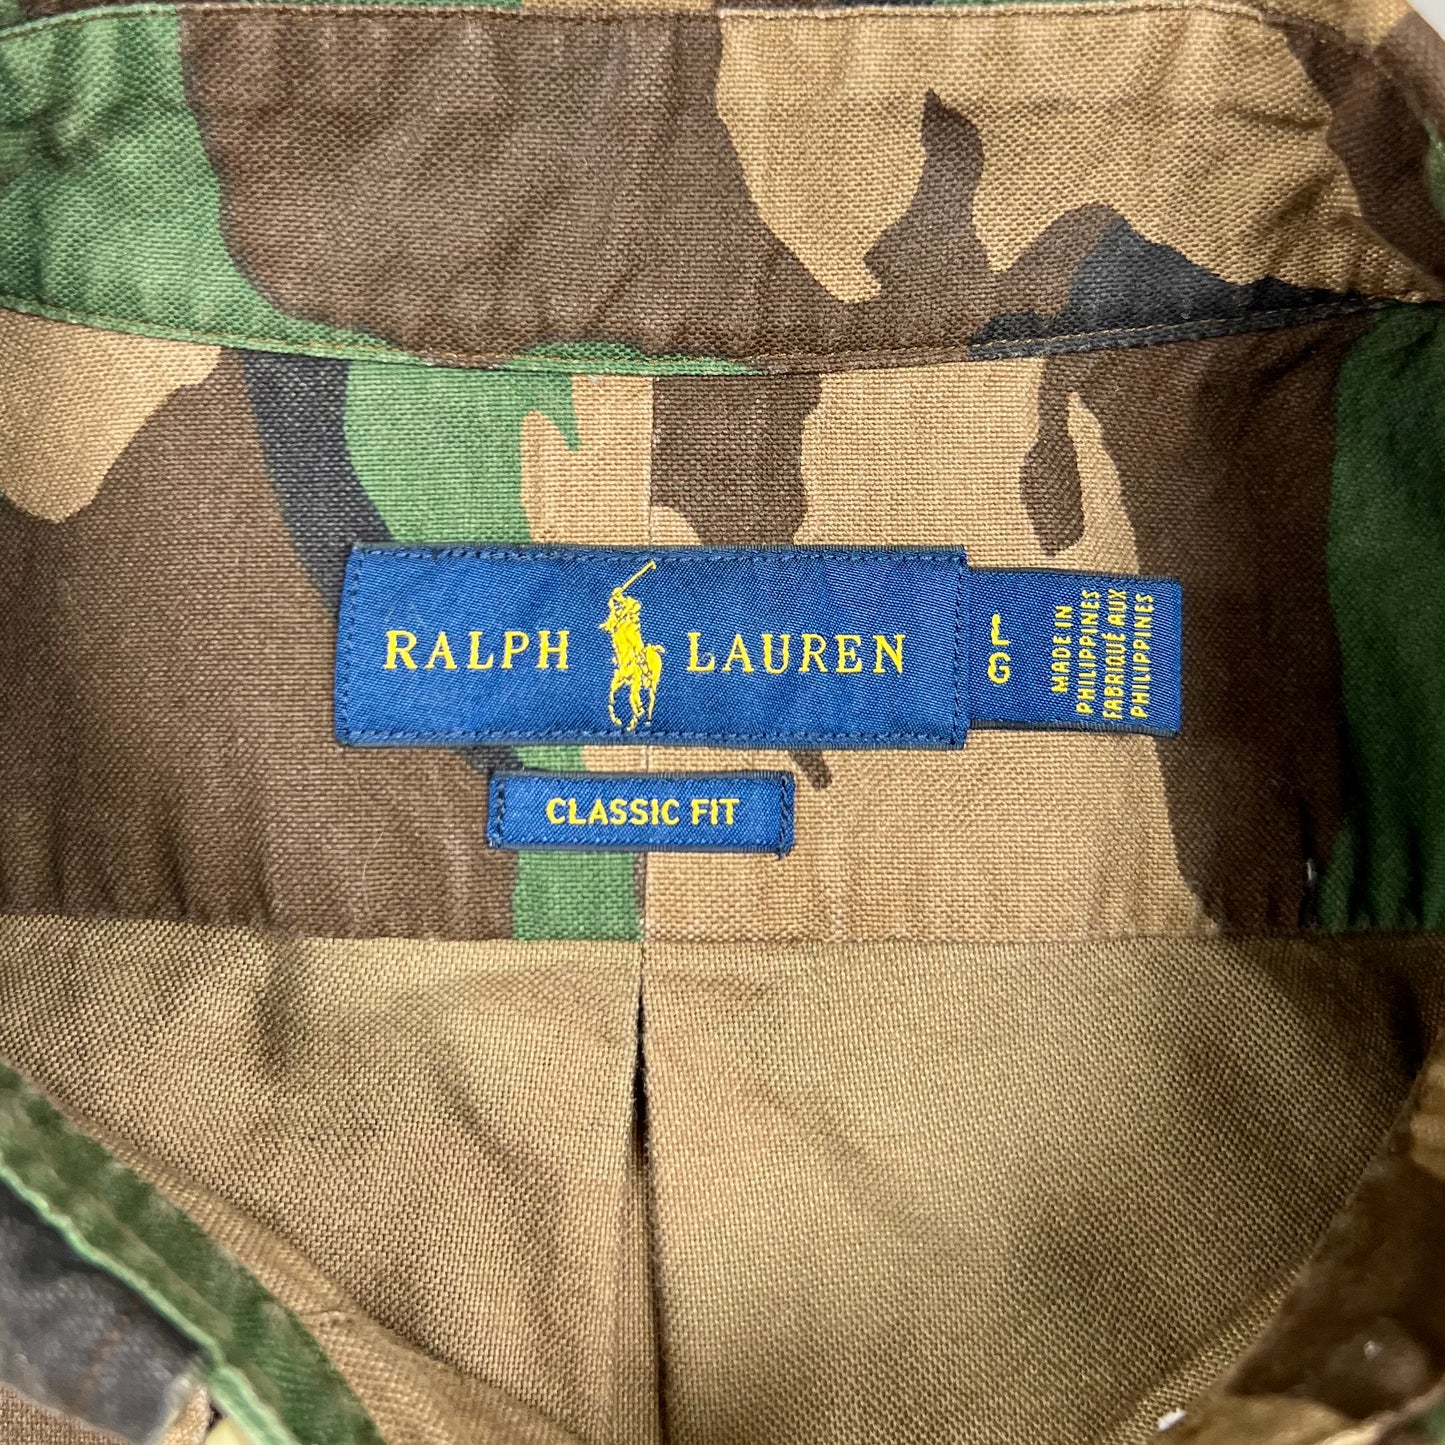 RALPH LAUREN
L
G
MADE IN
PHILIPPINES
FABRIQUÉ AUX
PHILIPPINES
CLASSIC FIT